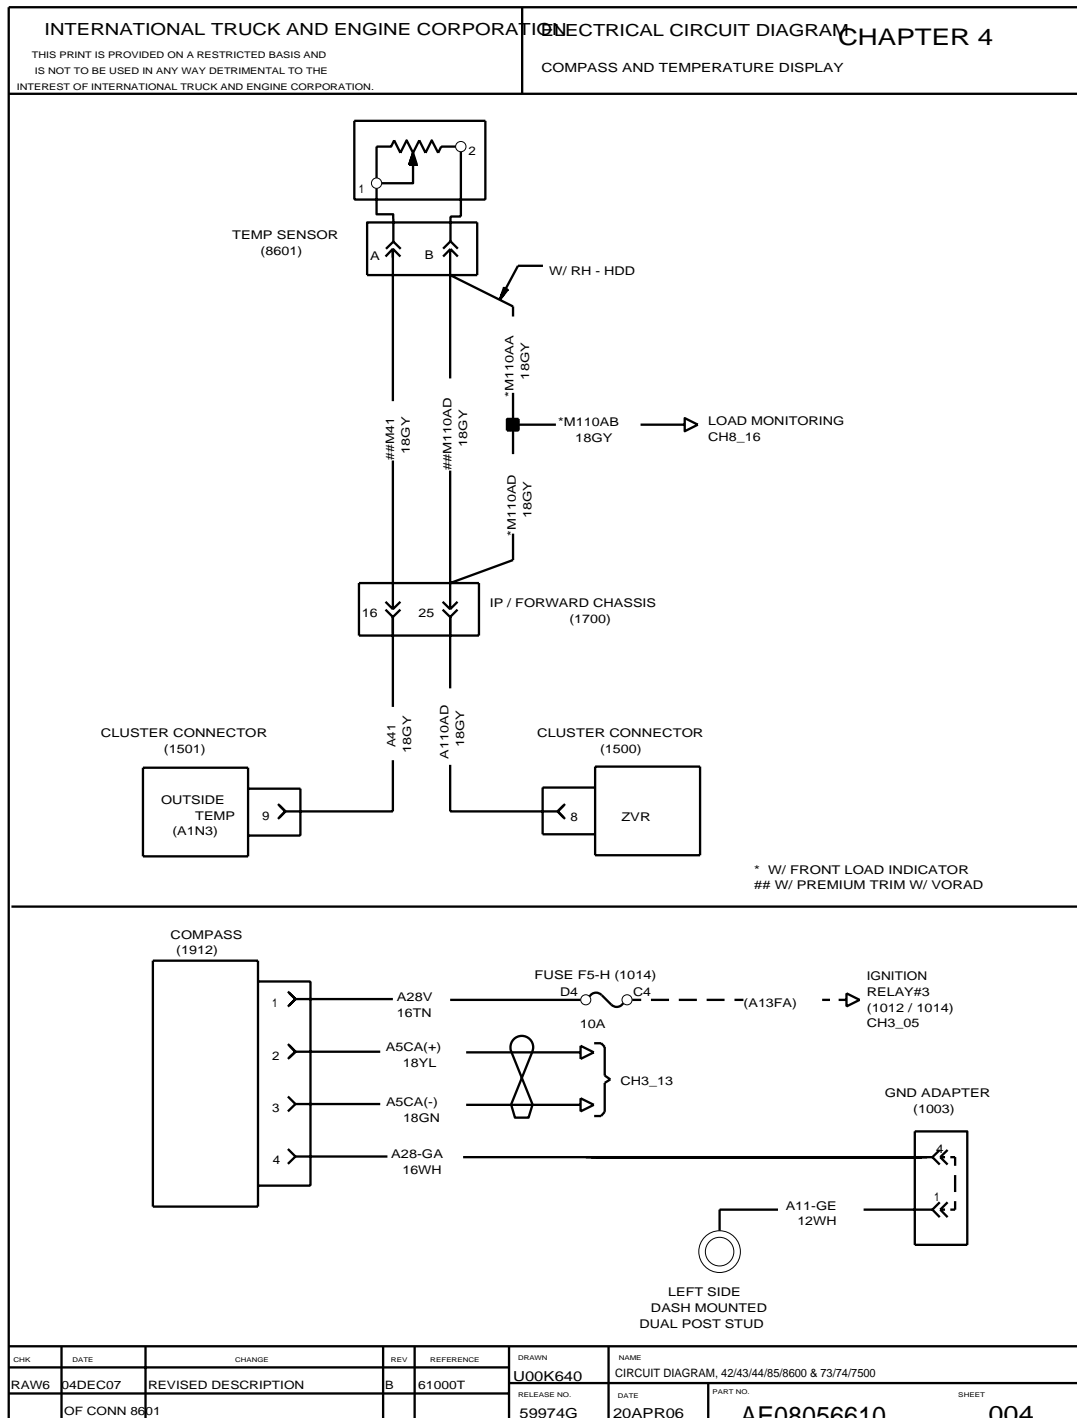 INTERNATIONAL TRUCK AND ENGINE CORPORATION
THIS PRINT IS PROVIDED ON A RESTRICTED BASIS AND
IS NOT TO BE USED IN ANY WAY DETRIMENTAL TO THE
INTEREST OF INTERNATIONAL TRUCK AND ENGINE CORPORATION.
ELECTRICAL CIRCUIT DIAGRAM
CHAPTER 4
COMPASS AND TEMPERATURE DISPLAY
1
2
TEMP SENSOR
(8601)
A
B
W/ RH - HDD
*M110AA
18GY
##M41
18GY
##M110AD
18GY
*M110AB
18GY
LOAD MONITORING
CH8_16
*M110AD
18GY
16
25
IP / FORWARD CHASSIS
(1700)
A41
18GY
A110AD
18GY
CLUSTER CONNECTOR
(1501)
OUTSIDE
TEMP
(A1N3)
9
CLUSTER CONNECTOR
(1500)
8
ZVR
* W/ FRONT LOAD INDICATOR
## W/ PREMIUM TRIM W/ VORAD
COMPASS
(1912)
1
A28V
16TN
FUSE F5-H (1014)
D4
C4
10A
(A13FA)
IGNITION
RELAY#3
(1012 / 1014)
CH3_05
2
A5CA(+)
18YL
CH3_13
3
A5CA(-)
18GN
4
A28-GA
16WH
GND ADAPTER
(1003)
4
1
A11-GE
12WH
LEFT SIDE
DASH MOUNTED
DUAL POST STUD
CHK DATE CHANGE REV REFERENCE
RAW6 04DEC07 REVISED DESCRIPTION B 61000T
OF CONN 8601
DRAWN
U00K640
NAME
CIRCUIT DIAGRAM, 42/43/44/85/8600 & 73/74/7500
RELEASE NO.
59974G
DATE
20APR06
PART NO.
AE08056610
SHEET
004